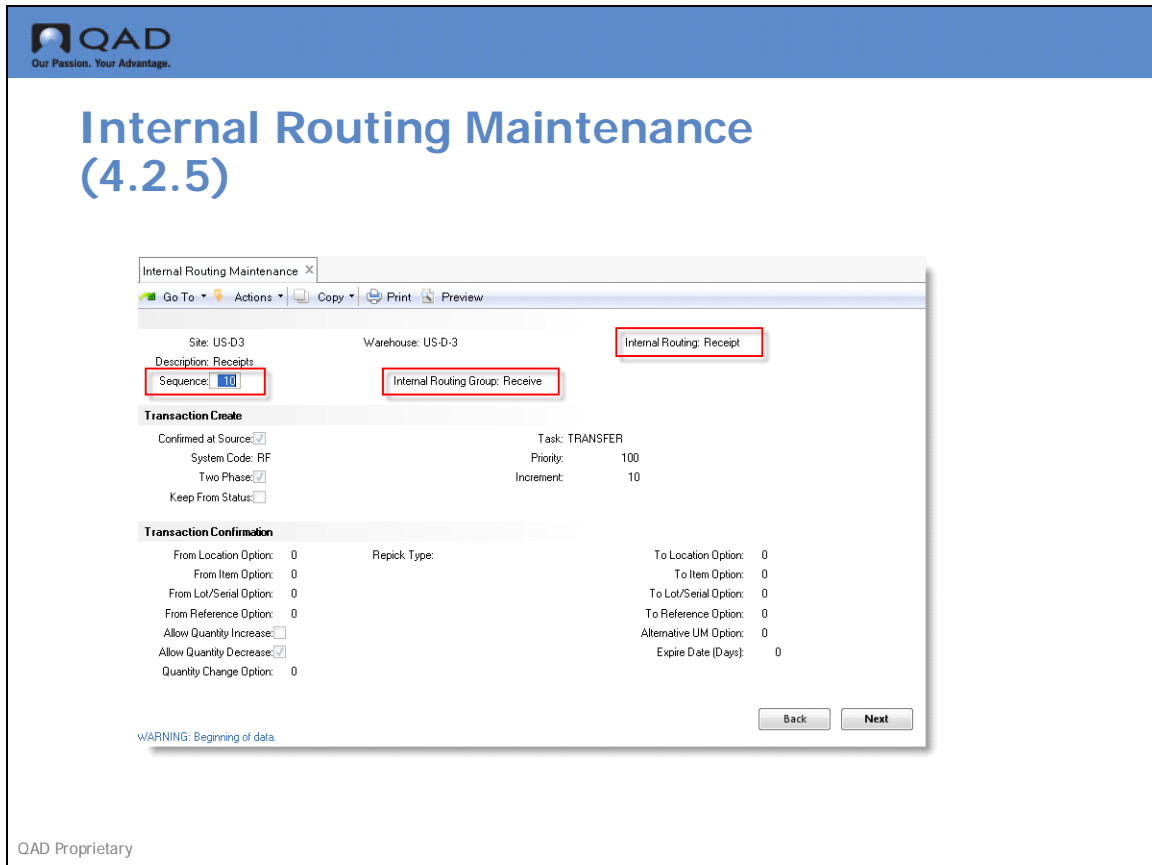 QAD
Our Passion. Your Advantage.
Internal Routing Maintenance
(4.2.5)
Internal Routing Maintenance X
Go To Actions Copy Print Preview
Site: US-D3 Warehouse: US-D-3 Internal Routing: Receipt
Description: Receipts
Sequence: 10 Internal Routing Group: Receive
Transaction Create
Confirmed at Source: Task: TRANSFER
System Code: RF Priority: 100
Two Phase: Increment: 10
Keep From Status:
Transaction Confirmation
From Location Option: 0 Repick Type: To Location Option: 0
From Item Option: 0 To Item Option: 0
From Lot/Serial Option: 0 To Lot/Serial Option: 0
From Reference Option: 0 To Reference Option: 0
Allow Quantity Increase: Alternative UM Option: 0
Allow Quantity Decrease: Expire Date (Days): 0
Quantity Change Option: 0
Back Next
WARNING: Beginning of data.
QAD Proprietary